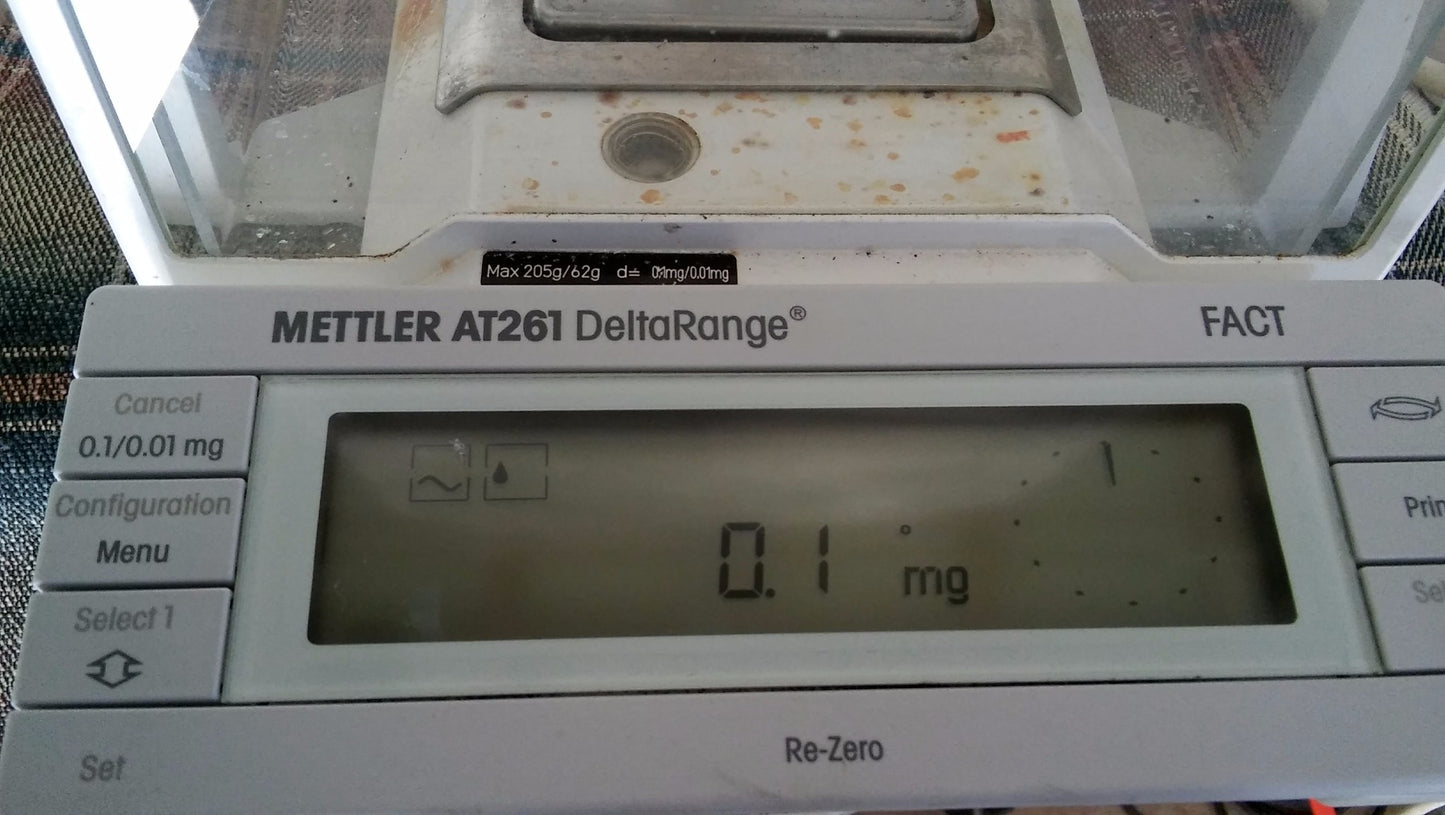 Max 205g/62g d= 0.1mg/0.01mg
METTLER AT261 DeltaRange®
FACT
Cancel
0.1/0.01 mg
Configuration
Menu
Select 1
0.1 mg
Set
Re-Zero